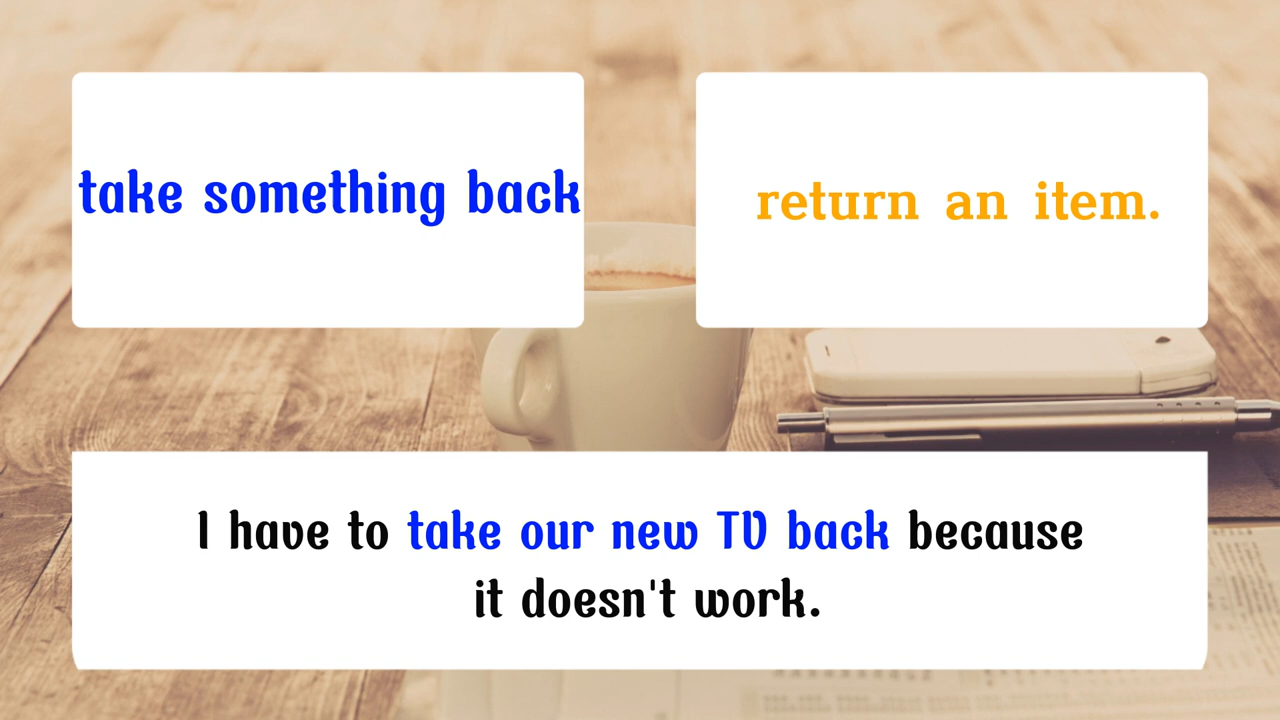 take something back
return an item.
I have to take our new TV back because
it doesn't work.